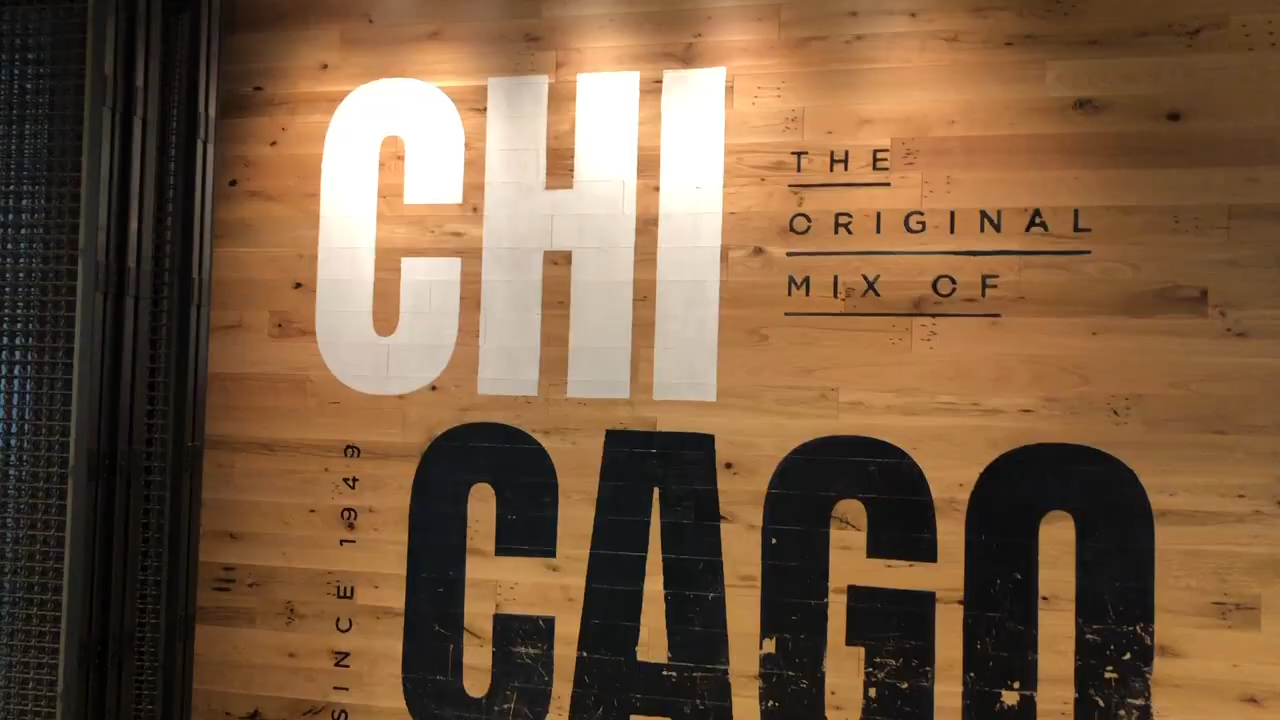 CHI
THE
ORIGINAL
MIX OF
CAGO
SINCE 1949